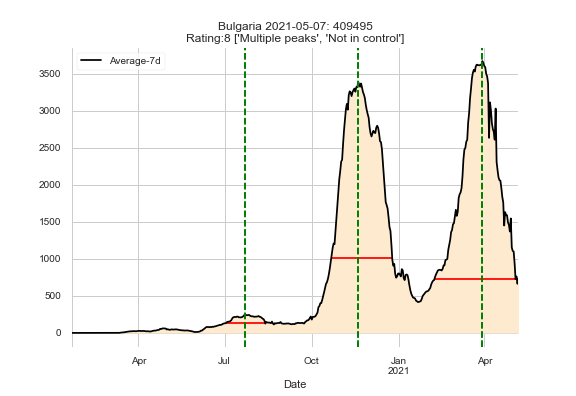 Bulgaria 2021-05-07: 409495
Rating:8 ['Multiple peaks', 'Not in control']
Average-7d
3500
3000
2500
2000
1500
1000
500
0
Apr Jul Oct Jan Apr
2021
Date